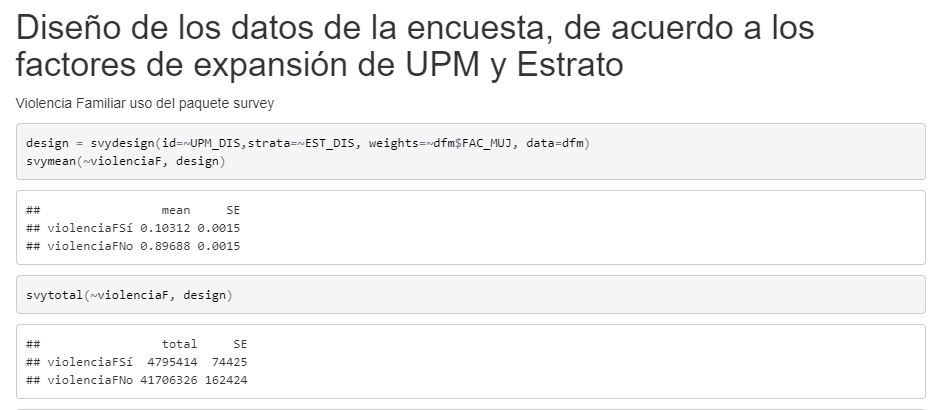 Diseño de los datos de la encuesta, de acuerdo a los
factores de expansión de UPM y Estrato
Violencia Familiar uso del paquete survey
design = svydesign(id=~UPM_DIS,strata=~EST_DIS, weights=~dfm$FAC_MUJ, data=dfm)
svymean(~violenciaF, design)
##                 mean     SE
## violenciaFSí 0.10312 0.0015
## violenciaFNo 0.89688 0.0015
svytotal(~violenciaF, design)
##                 total     SE
## violenciaFSí  4795414  74425
## violenciaFNo 41706326 162424